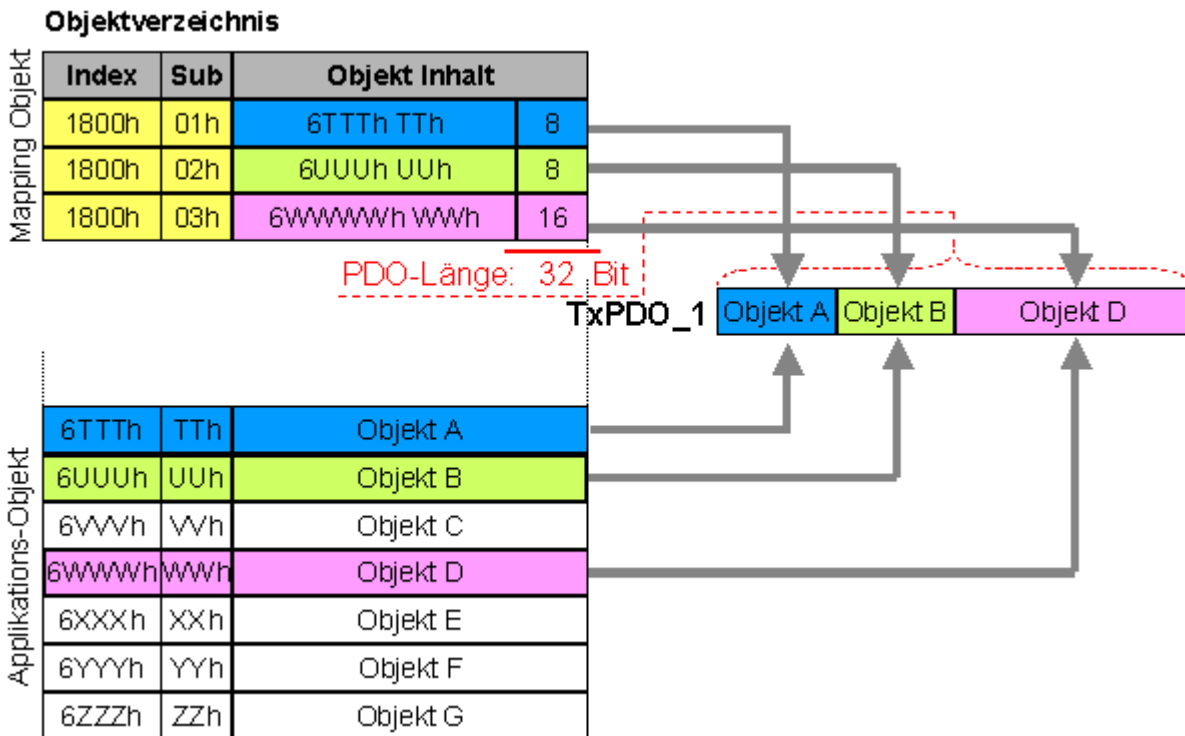 Objektverzeichnis
Mapping Objekt
Index Sub Objekt Inhalt
1800h 01h 6TTTh TTh 8
1800h 02h 6UUUh UUh 8
1800h 03h 6WWWWh WWh 16
PDO-Länge: 32 Bit
TxPDO_1 Objekt A Objekt B Objekt D
Applikations-Objekt
6TTTh TTh Objekt A
6UUUh UUh Objekt B
6VVVh VVh Objekt C
6WWWh WWh Objekt D
6XXXh XXh Objekt E
6YYYh YYh Objekt F
6ZZZh ZZh Objekt G